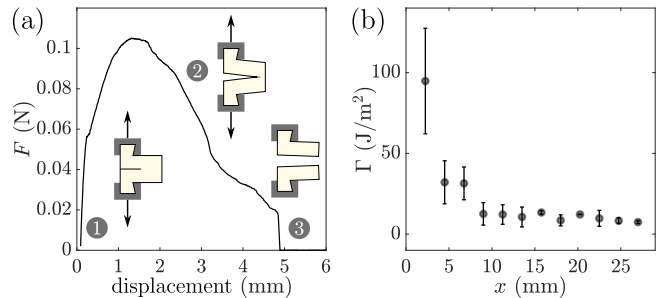 (a)
F (N)
0.1
0.08
0.06
0.04
0.02
0
1
2
3
0 1 2 3 4 5 6
displacement (mm)
(b)
Γ (J/m²)
100
50
0
0 5 10 15 20 25
x (mm)